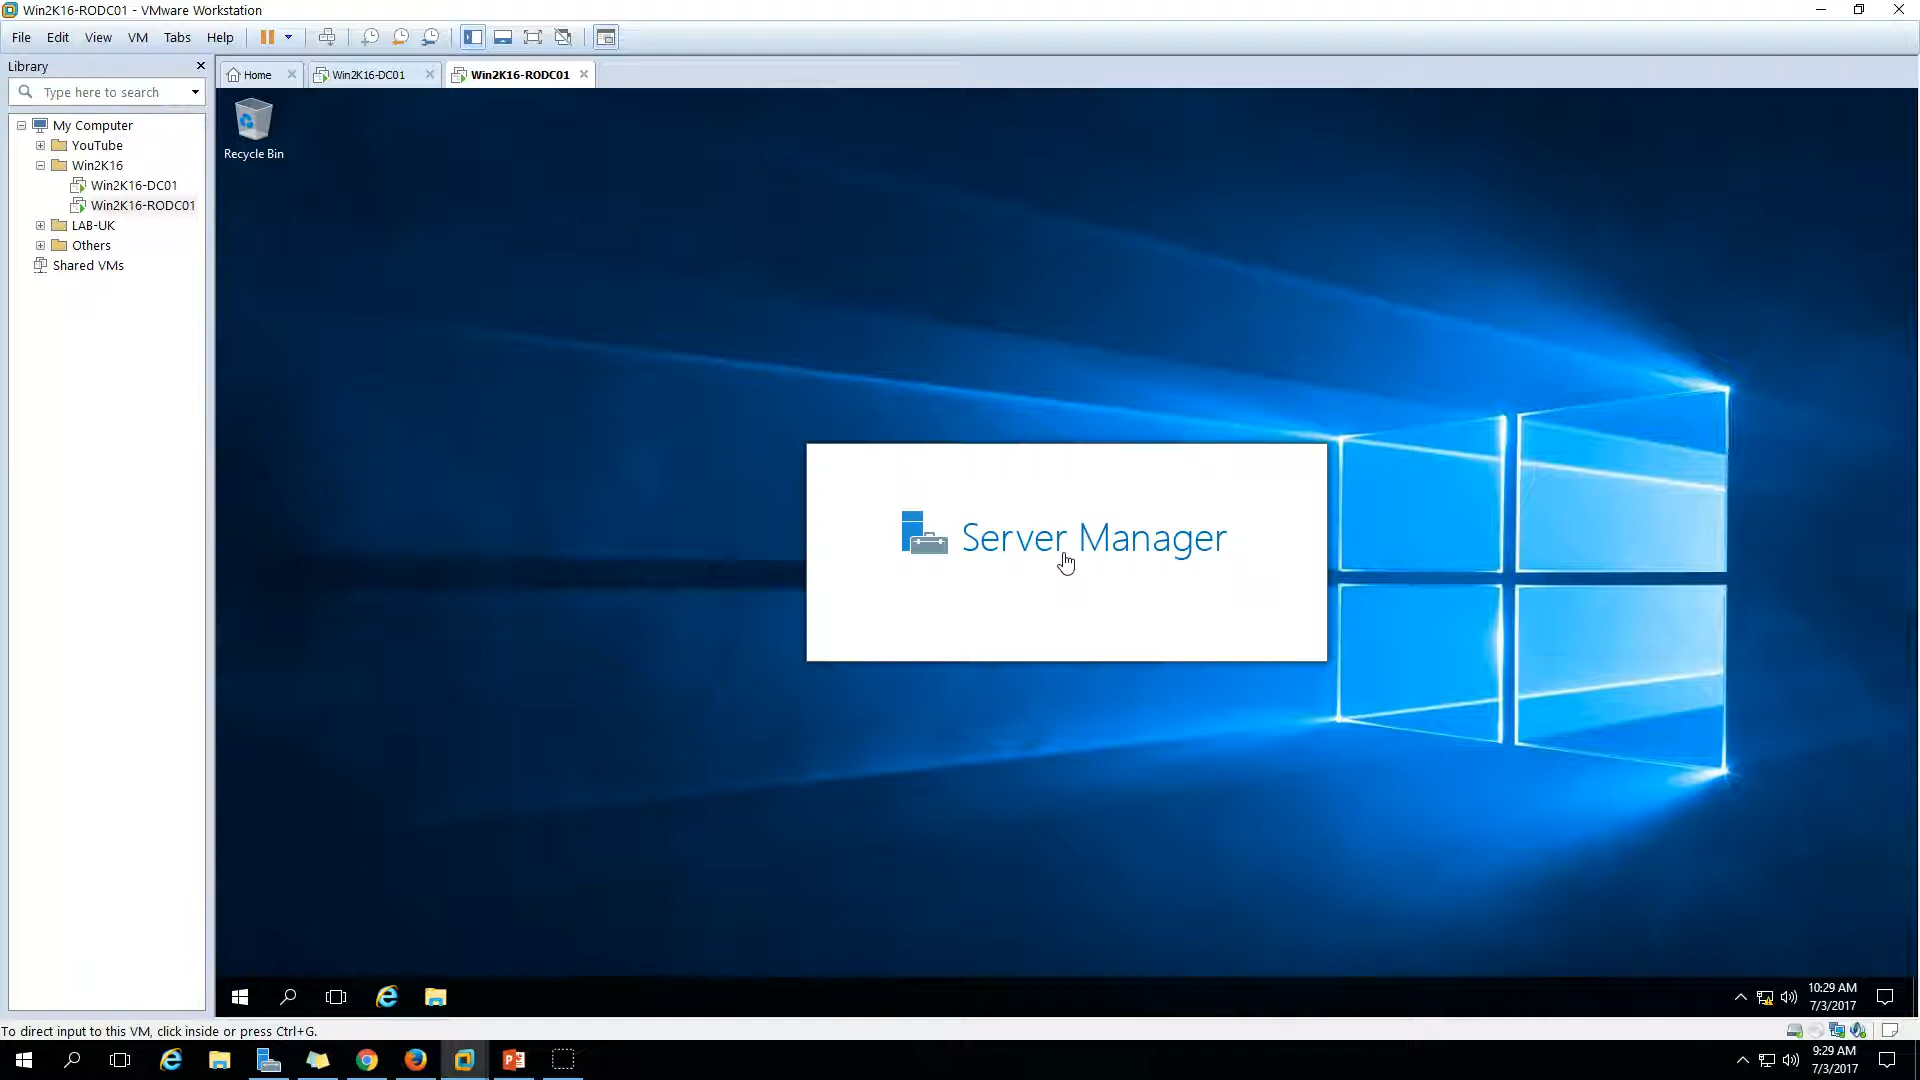 Win2K16-RODC01 - VMware Workstation
File Edit View VM Tabs Help
Library
Type here to search
My Computer
YouTube
Win2K16
Win2K16-DC01
Win2K16-RODC01
LAB-UK
Others
Shared VMs
Home
Win2K16-DC01
Win2K16-RODC01
Recycle Bin
Server Manager
10:29 AM
7/3/2017
To direct input to this VM, click inside or press Ctrl+G.
9:29 AM
7/3/2017